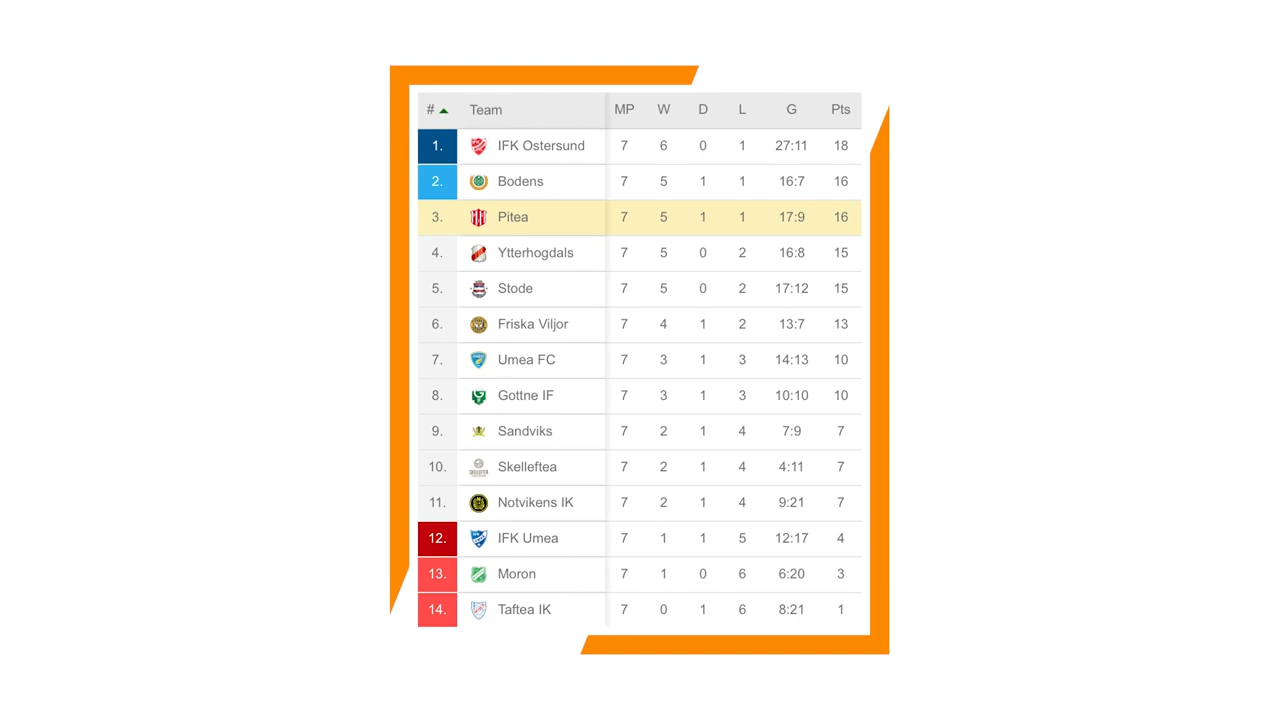 # Team MP W D L G Pts
1. IFK Ostersund 7 6 0 1 27:11 18
2. Bodens 7 5 1 1 16:7 16
3. Pitea 7 5 1 1 17:9 16
4. Ytterhogdals 7 5 0 2 16:8 15
5. Stode 7 5 0 2 17:12 15
6. Friska Viljor 7 4 1 2 13:7 13
7. Umea FC 7 3 1 3 14:13 10
8. Gottne IF 7 3 1 3 10:10 10
9. Sandviks 7 2 1 4 7:9 7
10. Skelleftea 7 2 1 4 4:11 7
11. Notvikens IK 7 2 1 4 9:21 7
12. IFK Umea 7 1 1 5 12:17 4
13. Moron 7 1 0 6 6:20 3
14. Taftea IK 7 0 1 6 8:21 1